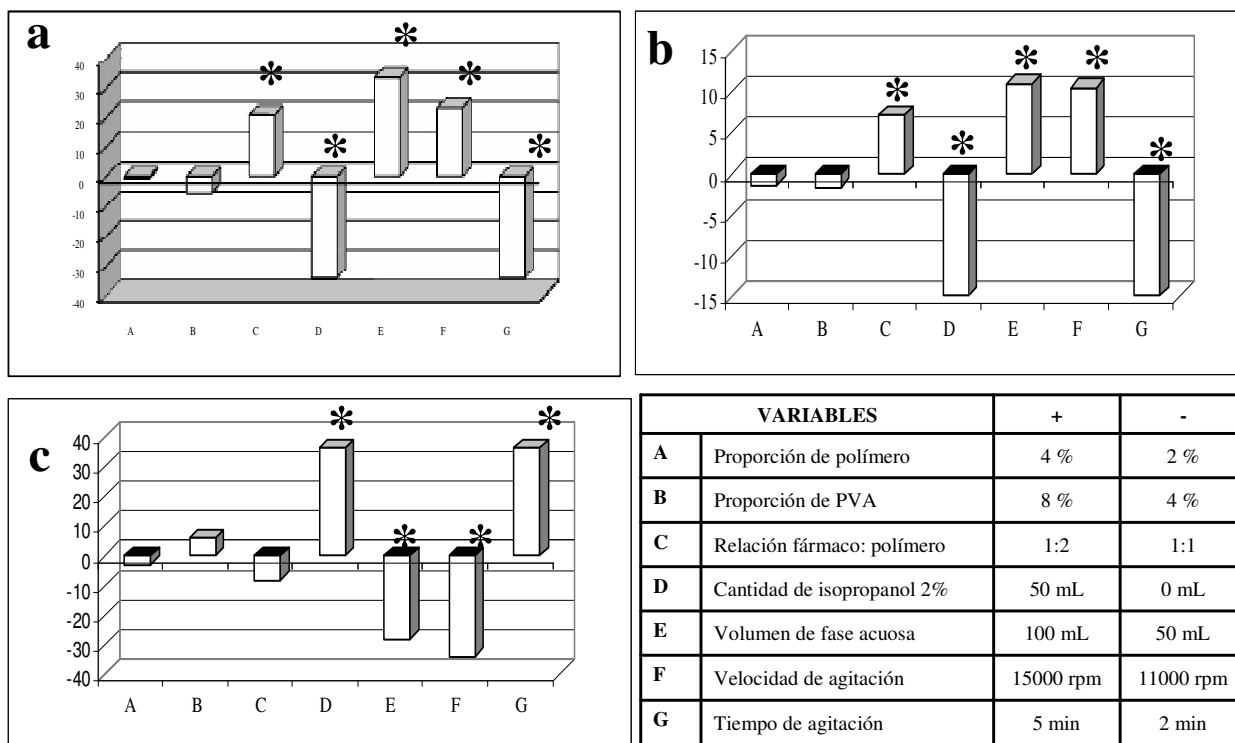 a
40
30
20
10
0
-10
-20
-30
-40
A B C D E F G
* * * * *
b
15
10
5
0
-5
-10
-15
A B C D E F G
* * * * *
c
40
30
20
10
0
-10
-20
-30
-40
A B C D E F G
* * * *
VARIABLES + -
A Proporción de polímero 4 % 2 %
B Proporción de PVA 8 % 4 %
C Relación fármaco: polímero 1:2 1:1
D Cantidad de isopropanol 2% 50 mL 0 mL
E Volumen de fase acuosa 100 mL 50 mL
F Velocidad de agitación 15000 rpm 11000 rpm
G Tiempo de agitación 5 min 2 min